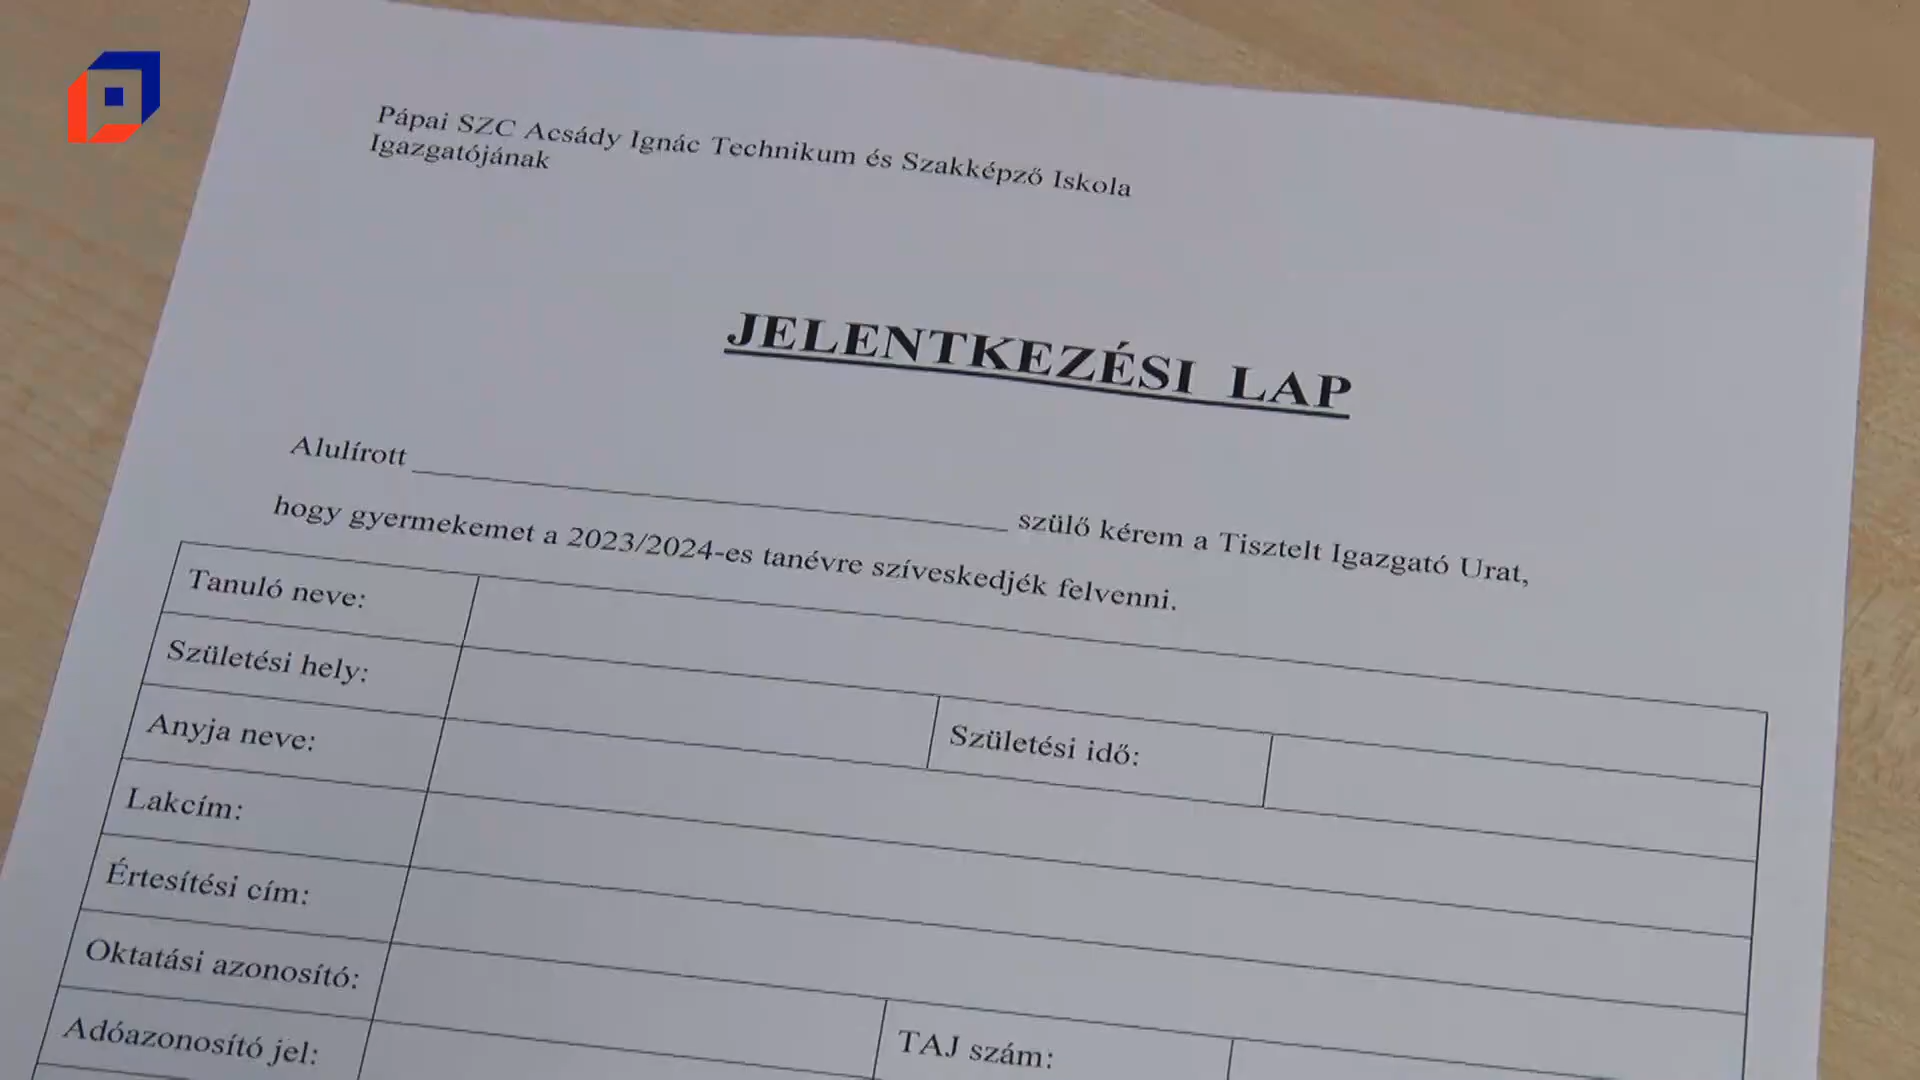 Pápai SZC Acsády Ignác Technikum és Szakképző Iskola
Igazgatójának
JELENTKEZÉSI LAP
Alulírott ________________ szülő kérem a Tisztelt Igazgató Urat,
hogy gyermekemet a 2023/2024-es tanévre szíveskedjék felvenni.
Tanuló neve:
Születési hely:
Születési idő:
Anyja neve:
Lakcím:
Értesítési cím:
Oktatási azonosító:
Adóazonosító jel:
TAJ szám: